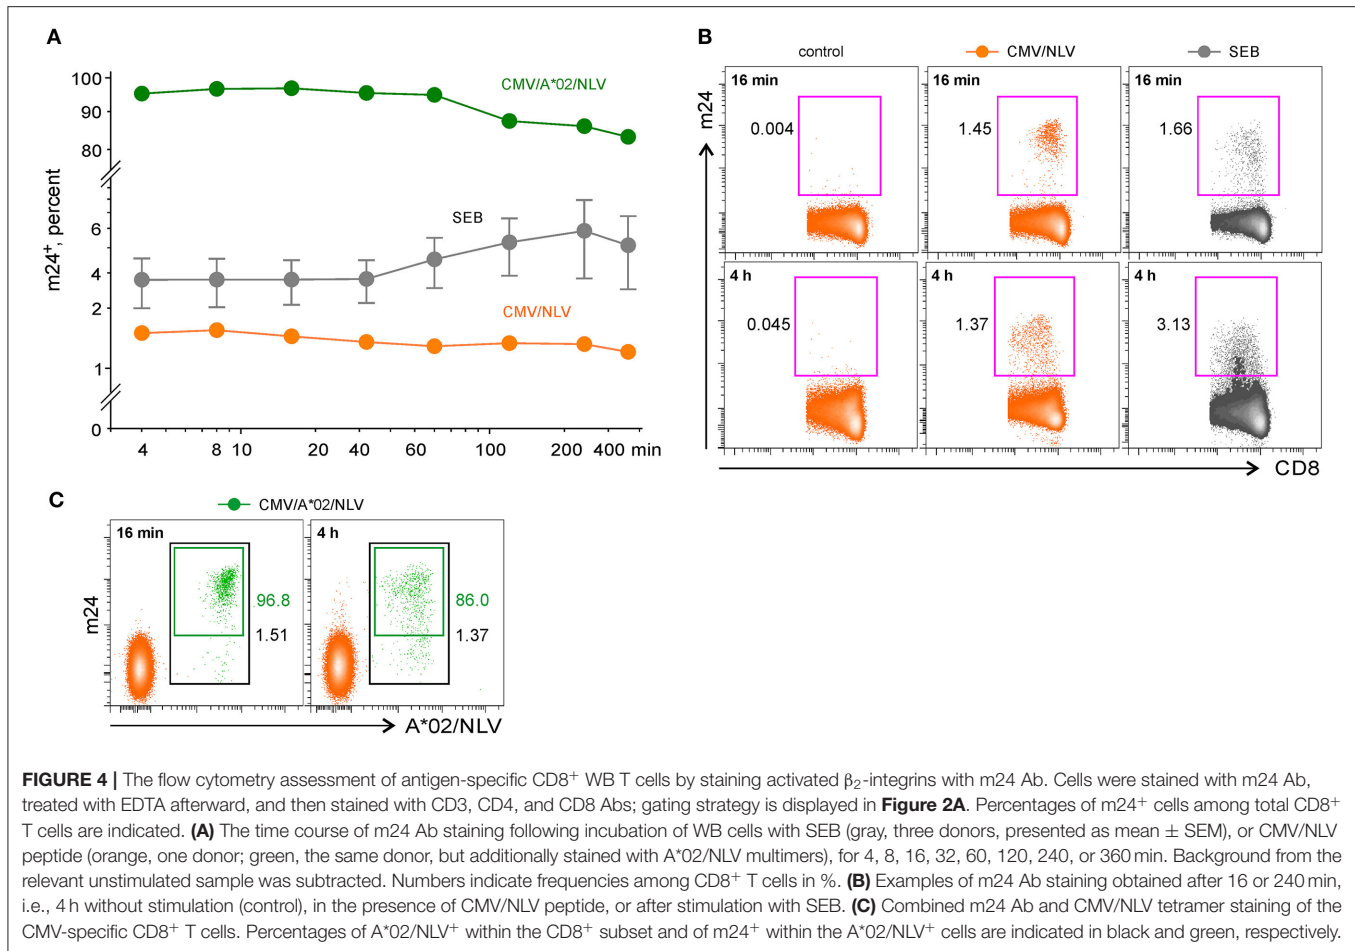 A
100
90
80
6
4
2
1
0
m24+, percent
CMV/A*02/NLV
SEB
CMV/NLV
4 8 10 20 40 60 100 200 400 min
B
control
CMV/NLV
SEB
m24
16 min
0.004
16 min
1.45
16 min
1.66
4 h
0.045
4 h
1.37
4 h
3.13
CD8
C
CMV/A*02/NLV
m24
16 min
96.8
1.51
4 h
86.0
1.37
A*02/NLV
FIGURE 4 | The flow cytometry assessment of antigen-specific CD8+ WB T cells by staining activated β2-integrins with m24 Ab. Cells were stained with m24 Ab,
treated with EDTA afterward, and then stained with CD3, CD4, and CD8 Abs; gating strategy is displayed in Figure 2A. Percentages of m24+ cells among total CD8+
T cells are indicated. (A) The time course of m24 Ab staining following incubation of WB cells with SEB (gray, three donors, presented as mean ± SEM), or CMV/NLV
peptide (orange, one donor; green, the same donor, but additionally stained with A*02/NLV multimers), for 4, 8, 16, 32, 60, 120, 240, or 360 min. Background from the
relevant unstimulated sample was subtracted. Numbers indicate frequencies among CD8+ T cells in %. (B) Examples of m24 Ab staining obtained after 16 or 240 min,
i.e., 4 h without stimulation (control), in the presence of CMV/NLV peptide, or after stimulation with SEB. (C) Combined m24 Ab and CMV/NLV tetramer staining of the
CMV-specific CD8+ T cells. Percentages of A*02/NLV+ within the CD8+ subset and of m24+ within the A*02/NLV+ cells are indicated in black and green, respectively.